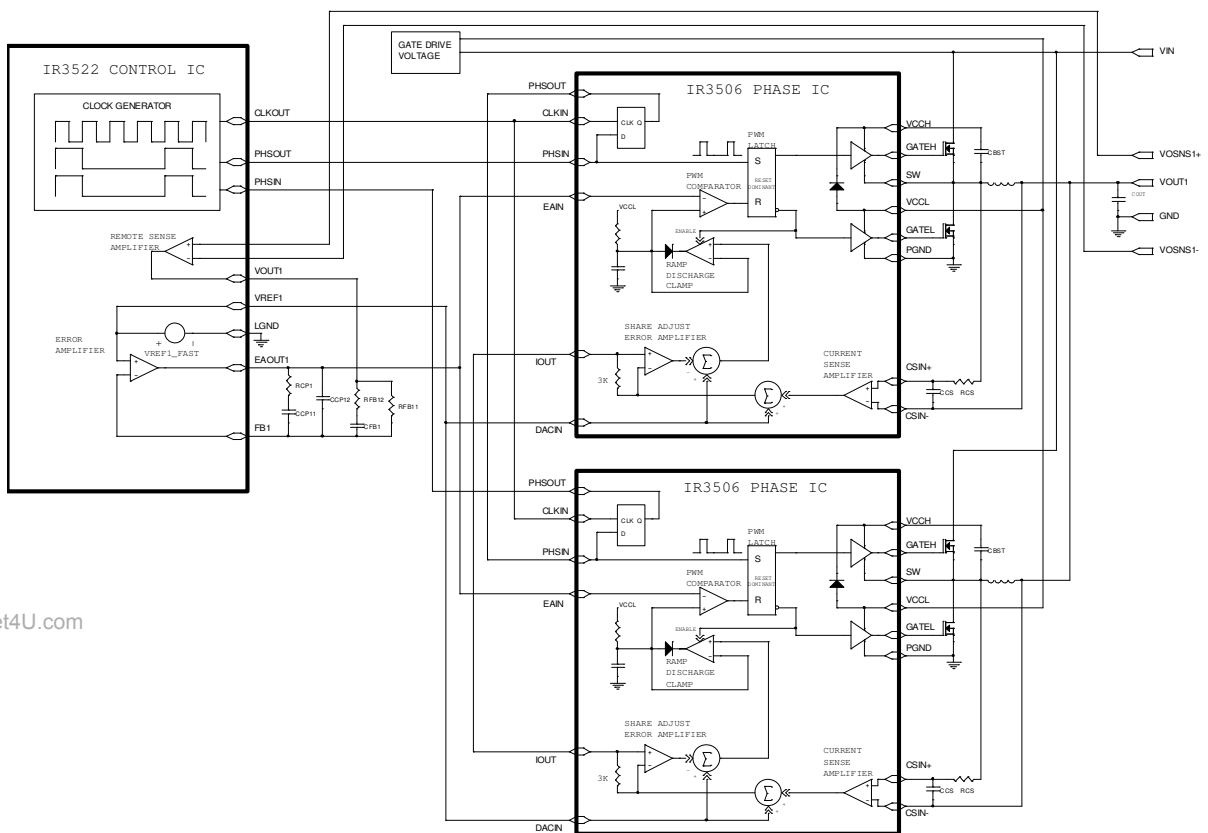 GATE DRIVE
VOLTAGE
VIN
IR3522 CONTROL IC
CLOCK GENERATOR
CLKOUT
PHSOUT
PHSIN
REMOTE SENSE
AMPLIFIER
VOUT1
VREF1
LGND
ERROR
AMPLIFIER
VREF1_FAST
EAOUT1
RCP1
CCP11
CCP12
RFB12
CFB1
RFB11
FB1
IR3506 PHASE IC
PHSOUT
CLKIN
CLK Q
D
PHSIN
PWM
LATCH
S
RESET
DOMINANT
R
PWM
COMPARATOR
EAIN
VCCL
ENABLE
RAMP
DISCHARGE
CLAMP
SHARE ADJUST
ERROR AMPLIFIER
IOUT
3K
CURRENT
SENSE
AMPLIFIER
DACIN
VCCH
GATEH
CBST
SW
VCCL
GATEL
PGND
CSIN+
CCS
RCS
CSIN-
VOSNS1+
VOUT1
COUT
GND
VOSNS1-
IR3506 PHASE IC
PHSOUT
CLKIN
CLK Q
D
PHSIN
PWM
LATCH
S
RESET
DOMINANT
R
PWM
COMPARATOR
EAIN
VCCL
ENABLE
RAMP
DISCHARGE
CLAMP
SHARE ADJUST
ERROR AMPLIFIER
IOUT
3K
CURRENT
SENSE
AMPLIFIER
DACIN
VCCH
GATEH
CBST
SW
VCCL
GATEL
PGND
CSIN+
CCS
RCS
CSIN-
et4U.com